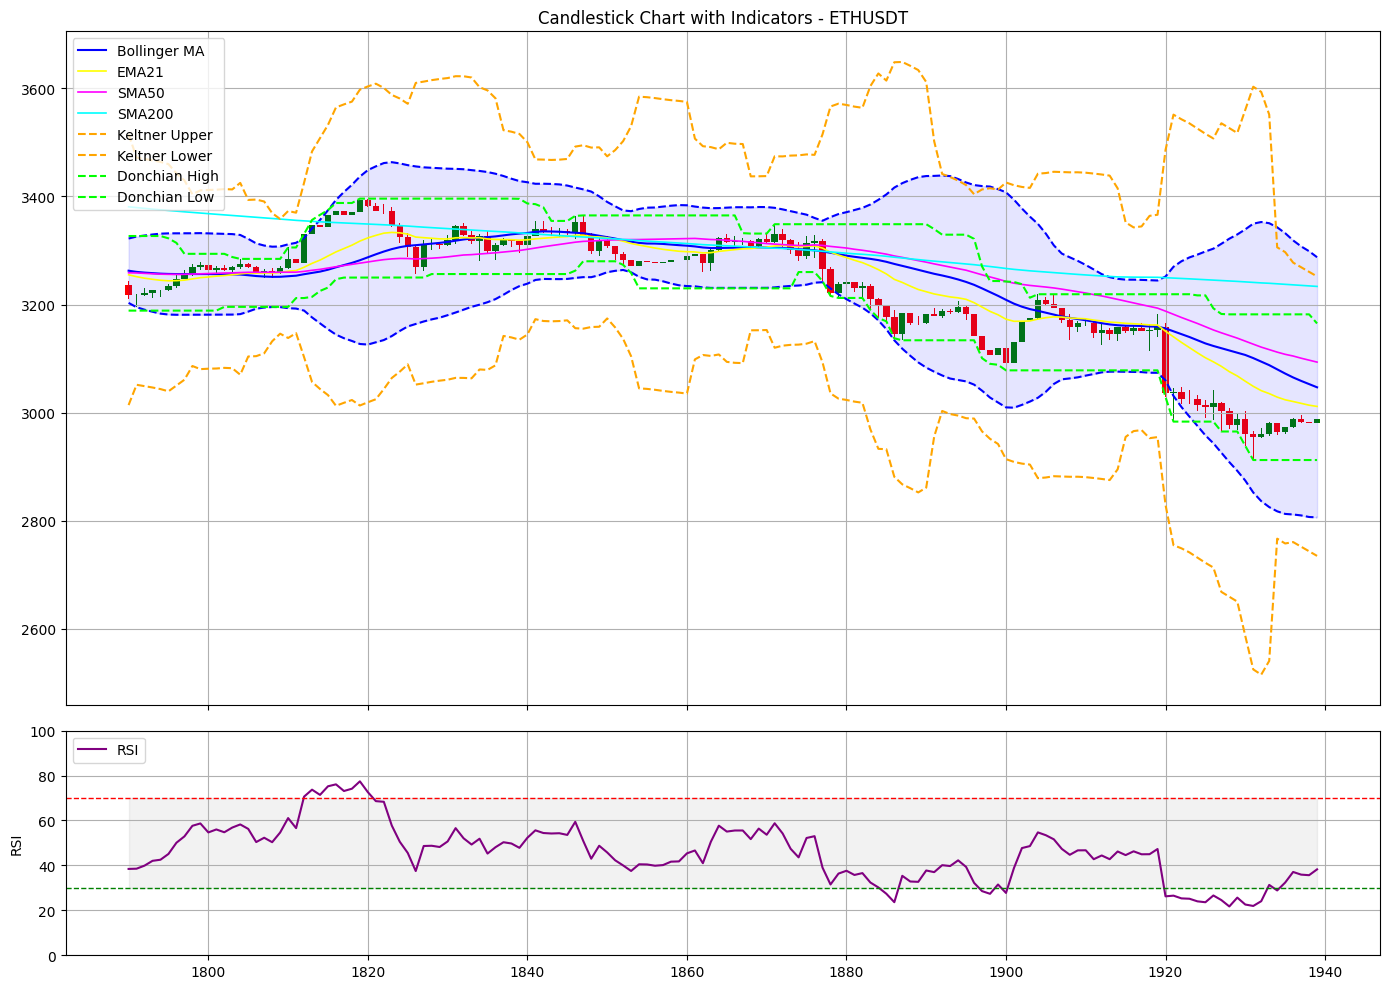 Candlestick Chart with Indicators - ETHUSDT
Bollinger MA
EMA21
SMA50
SMA200
Keltner Upper
Keltner Lower
Donchian High
Donchian Low
3600
3400
3200
3000
2800
2600
RSI
100
80
60
40
20
0
RSI
1800
1820
1840
1860
1880
1900
1920
1940